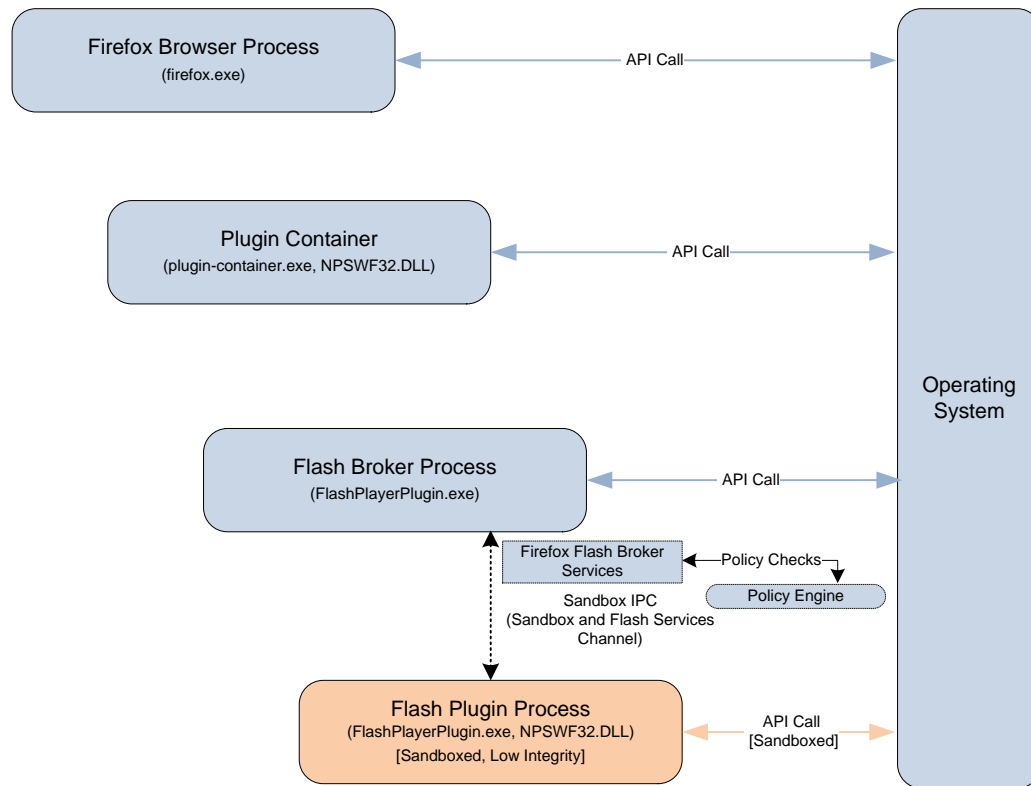 Firefox Browser Process
(firefox.exe)
API Call
Plugin Container
(plugin-container.exe, NPSWF32.DLL)
API Call
Operating
System
Flash Broker Process
(FlashPlayerPlugin.exe)
API Call
Firefox Flash Broker
Services
Policy Checks
Policy Engine
Sandbox IPC
(Sandbox and Flash Services
Channel)
Flash Plugin Process
(FlashPlayerPlugin.exe, NPSWF32.DLL)
[Sandboxed, Low Integrity]
API Call
[Sandboxed]